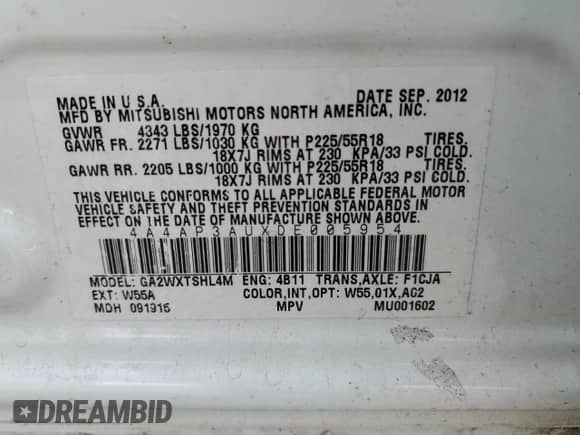 MADE IN U.S.A. DATE SEP. 2012
MFD BY MITSUBISHI MOTORS NORTH AMERICA, INC.
GVWR 4343 LBS/1970 KG
GAWR FR. 2271 LBS/1030 KG WITH P225/55R18 TIRES.
18X7J RIMS AT 230 KPA/33 PSI COLD.
GAWR RR. 2205 LBS/1000 KG WITH P225/55R18 TIRES.
18X7J RIMS AT 230 KPA/33 PSI COLD.
THIS VEHICLE CONFORMS TO ALL APPLICABLE FEDERAL MOTOR
VEHICLE SAFETY AND THEFT PREVENTION STANDARDS IN
EFFECT ON THE DATE OF MANUFACTURE SHOWN ABOVE.
4A4AP3AUXDE005954
MODEL: GA2WXTSHL4M ENG: 4B11 TRANS,AXLE: F1CJA
EXT: W55A COLOR,INT,OPT: W55,01X,AC2
MDH 091915 MPV MU001602
DREAMBID